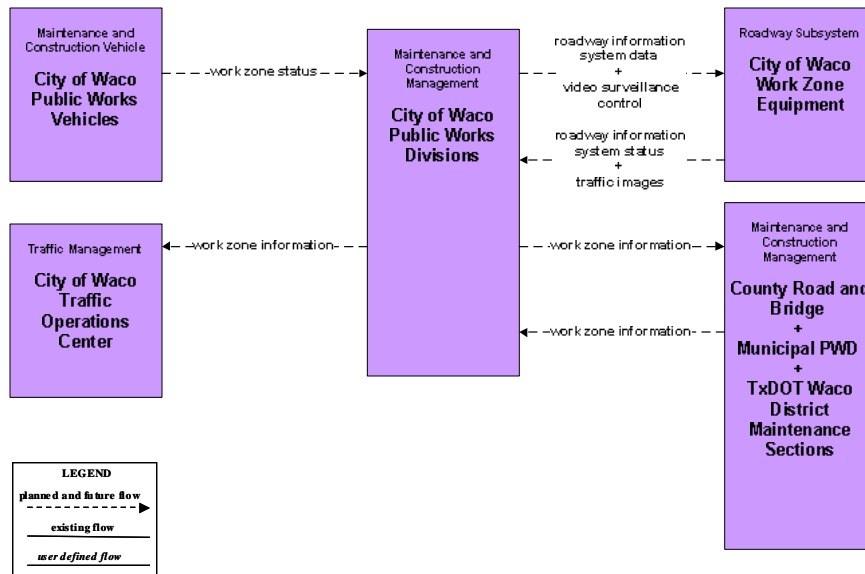 Maintenance and
Construction Vehicle
City of Waco
Public Works
Vehicles
work zone status
Maintenance and
Construction
Management
City of Waco
Public Works
Divisions
roadway information
system data
+
video surveillance
control
roadway information
system status
+
traffic images
Roadway Subsystem
City of Waco
Work Zone
Equipment
Traffic Management
City of Waco
Traffic
Operations
Center
work zone information
work zone information
work zone information
Maintenance and
Construction
Management
County Road and
Bridge
+
Municipal PWD
+
TxDOT Waco
District
Maintenance
Sections
LEGEND
planned and future flow
existing flow
user defined flow